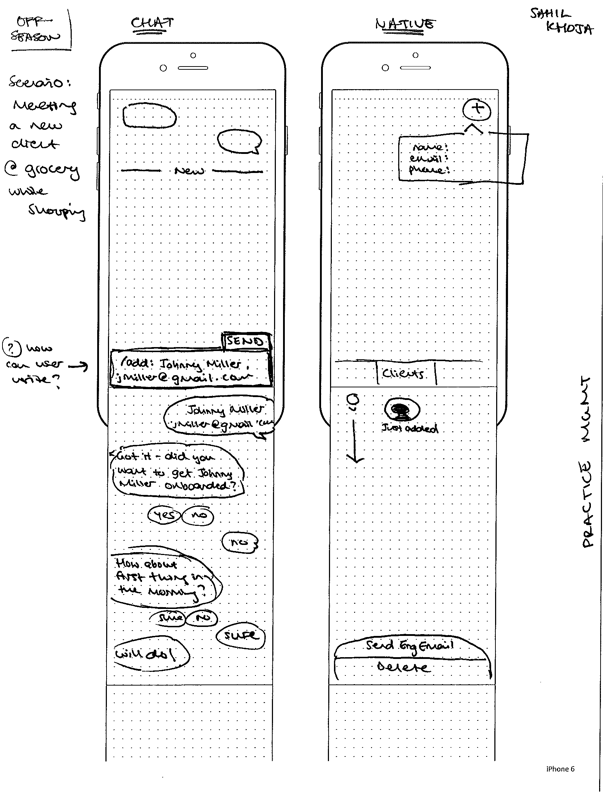 OFF-
SEASON
CHAT
NATIVE
SAHIL
KHOJA
Scenario:
Meeting
a new
client
@ grocery
while
shopping
New
+
name:
email:
phone:
? how
can user
write?
SEND
/add: Johnny Miller,
jmiller@gmail.com
Clients
Johnny Miller
jmiller@gmail.com
Got it - did you
want to get Johnny
Miller onboarded?
yes
no
no
How about
first thing in
the morning?
sure
no
sure
will do!
Just added
Send Eng Email
Delete
PRACTICE MGMT
iPhone 6